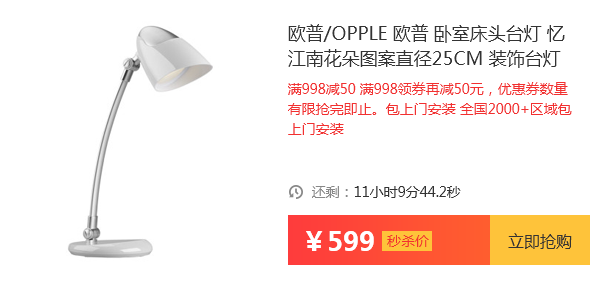 欧普/OPPLE 欧普 卧室床头台灯 忆
江南花朵图案直径25CM 装饰台灯
满998减50 满998领券再减50元，优惠券数量
有限抢完即止。包上门安装 全国2000+区域包
上门安装
还剩：11小时9分44.2秒
￥599 秒杀价 立即抢购